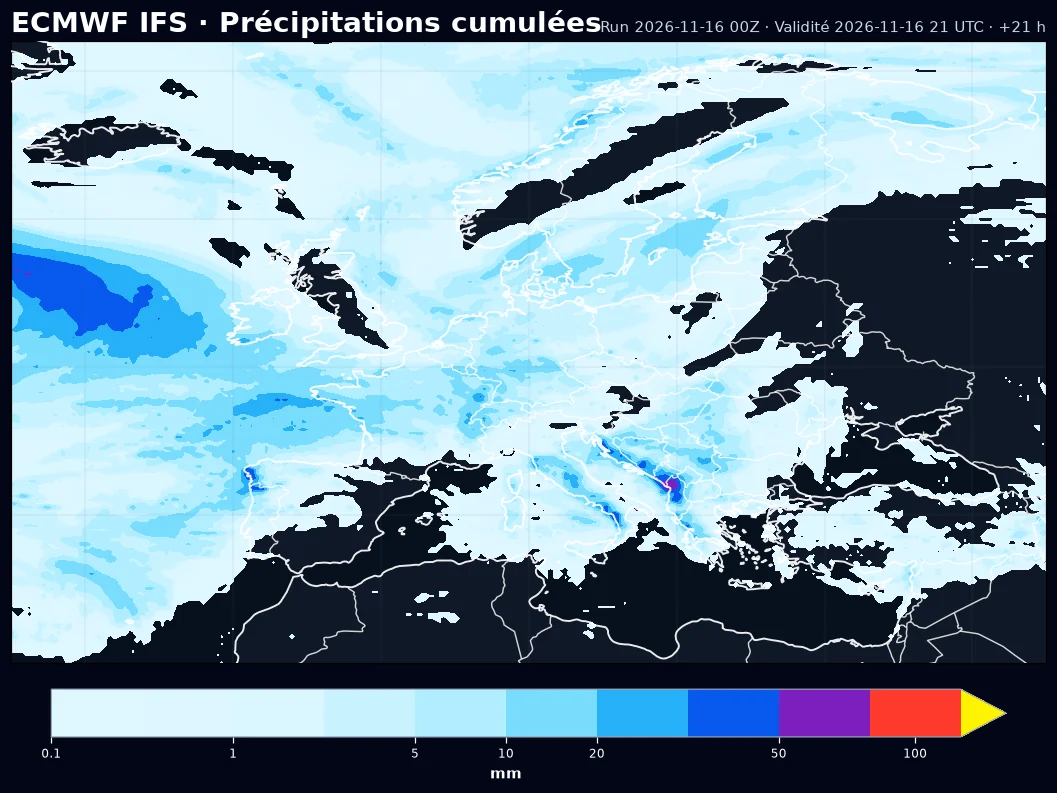 ECMWF IFS · Précipitations cumulées
Run 2026-11-16 00Z · Validité 2026-11-16 21 UTC · +21 h
0.1 1 5 10 20 50 100
mm